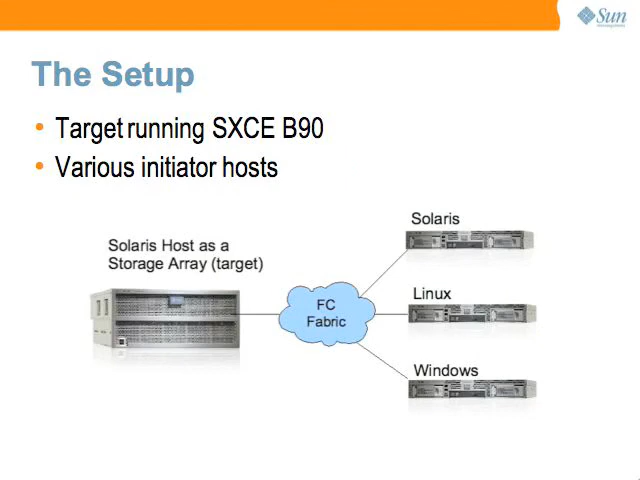 Sun
The Setup
• Target running SXCE B90
• Various initiator hosts
Solaris Host as a
Storage Array (target)
FC
Fabric
Solaris
Linux
Windows